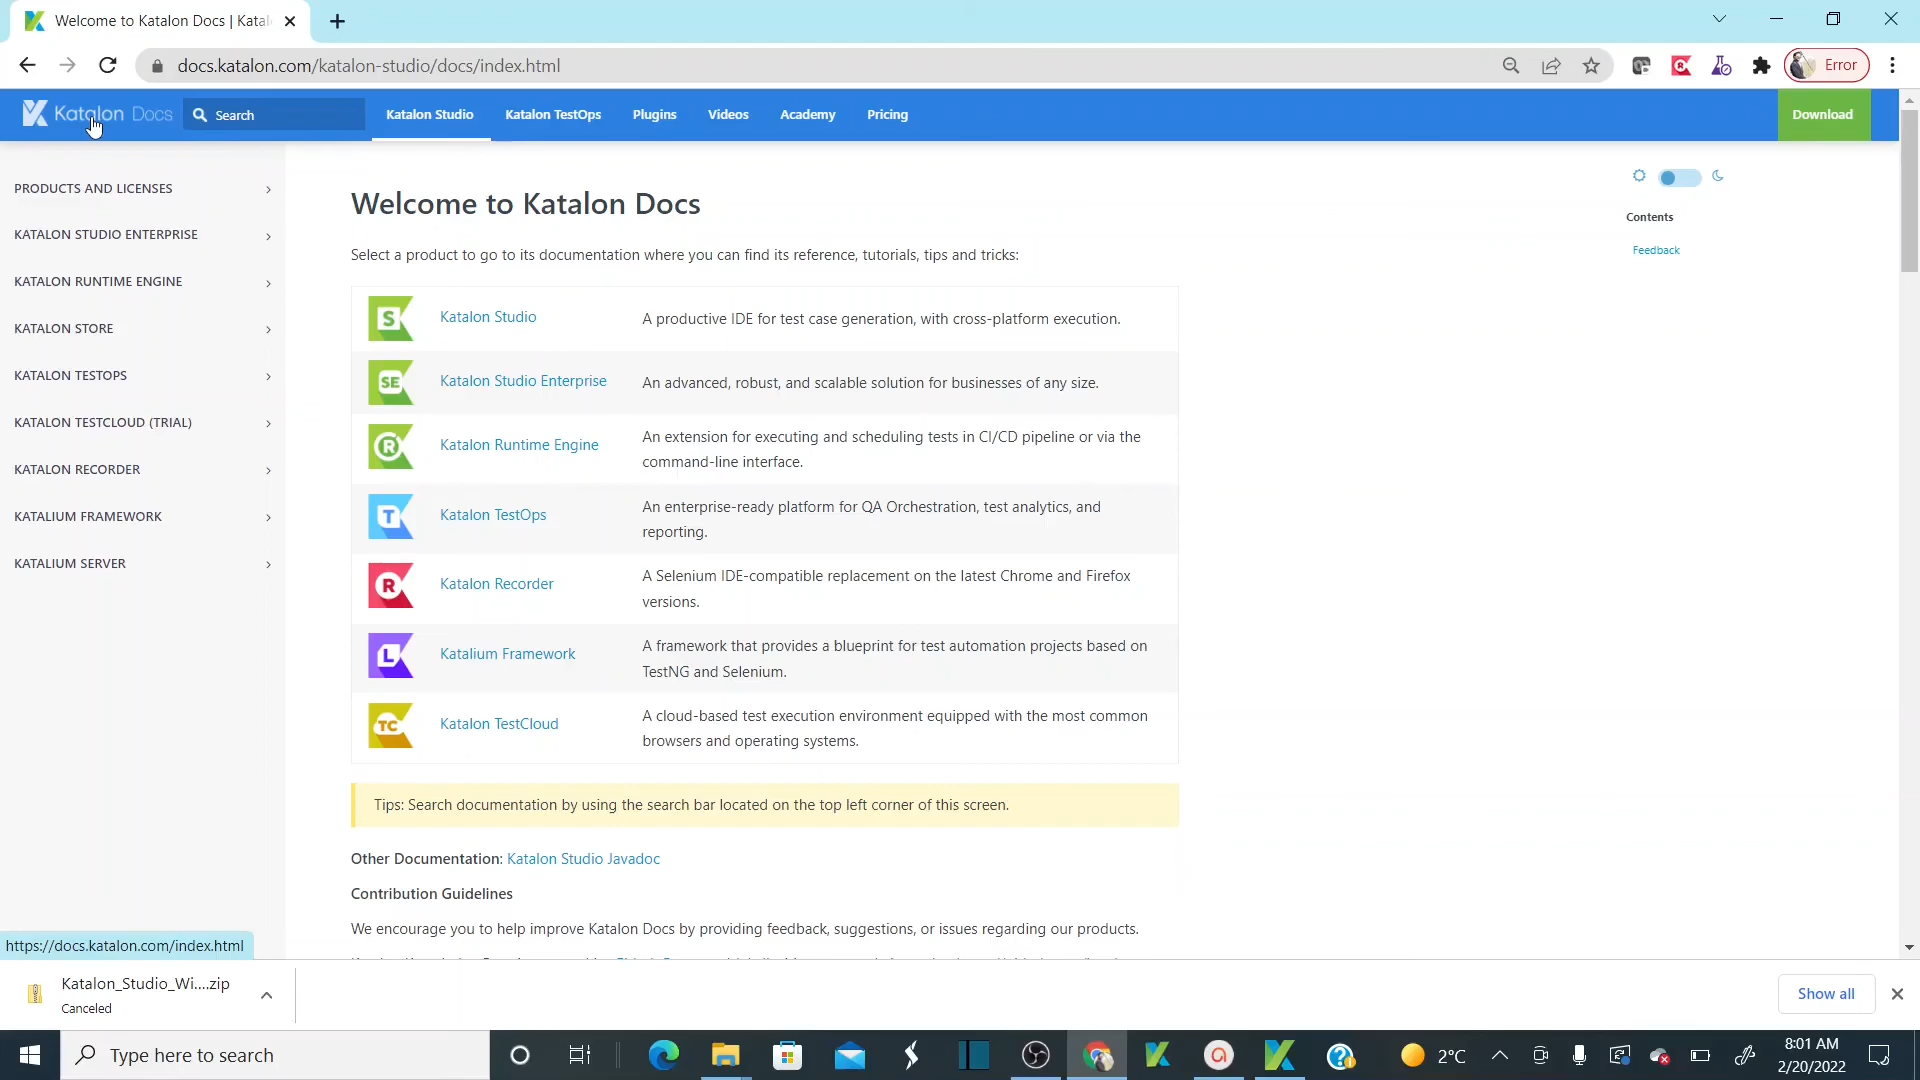 Welcome to Katalon Docs | Katal
docs.katalon.com/katalon-studio/docs/index.html
Error
Katalon Docs
Search
Katalon Studio
Katalon TestOps
Plugins
Videos
Academy
Pricing
Download
PRODUCTS AND LICENSES
KATALON STUDIO ENTERPRISE
KATALON RUNTIME ENGINE
KATALON STORE
KATALON TESTOPS
KATALON TESTCLOUD (TRIAL)
KATALON RECORDER
KATALIUM FRAMEWORK
KATALIUM SERVER
Welcome to Katalon Docs
Select a product to go to its documentation where you can find its reference, tutorials, tips and tricks:
S
Katalon Studio
A productive IDE for test case generation, with cross-platform execution.
SE
Katalon Studio Enterprise
An advanced, robust, and scalable solution for businesses of any size.
R
Katalon Runtime Engine
An extension for executing and scheduling tests in CI/CD pipeline or via the
command-line interface.
T
Katalon TestOps
An enterprise-ready platform for QA Orchestration, test analytics, and
reporting.
R
Katalon Recorder
A Selenium IDE-compatible replacement on the latest Chrome and Firefox
versions.
L
Katalium Framework
A framework that provides a blueprint for test automation projects based on
TestNG and Selenium.
TC
Katalon TestCloud
A cloud-based test execution environment equipped with the most common
browsers and operating systems.
Tips: Search documentation by using the search bar located on the top left corner of this screen.
Other Documentation: Katalon Studio Javadoc
Contribution Guidelines
We encourage you to help improve Katalon Docs by providing feedback, suggestions, or issues regarding our products.
Contents
Feedback
https://docs.katalon.com/index.html
Katalon_Studio_Wi....zip
Canceled
Show all
Type here to search
2°C
8:01 AM
2/20/2022